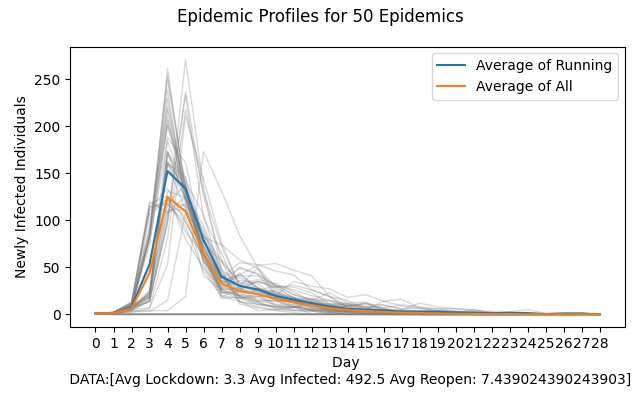 Epidemic Profiles for 50 Epidemics
Average of Running
Average of All
Newly Infected Individuals
250
200
150
100
50
0
0 1 2 3 4 5 6 7 8 9 10 11 12 13 14 15 16 17 18 19 20 21 22 23 24 25 26 27 28
Day
DATA:[Avg Lockdown: 3.3 Avg Infected: 492.5 Avg Reopen: 7.439024390243903]